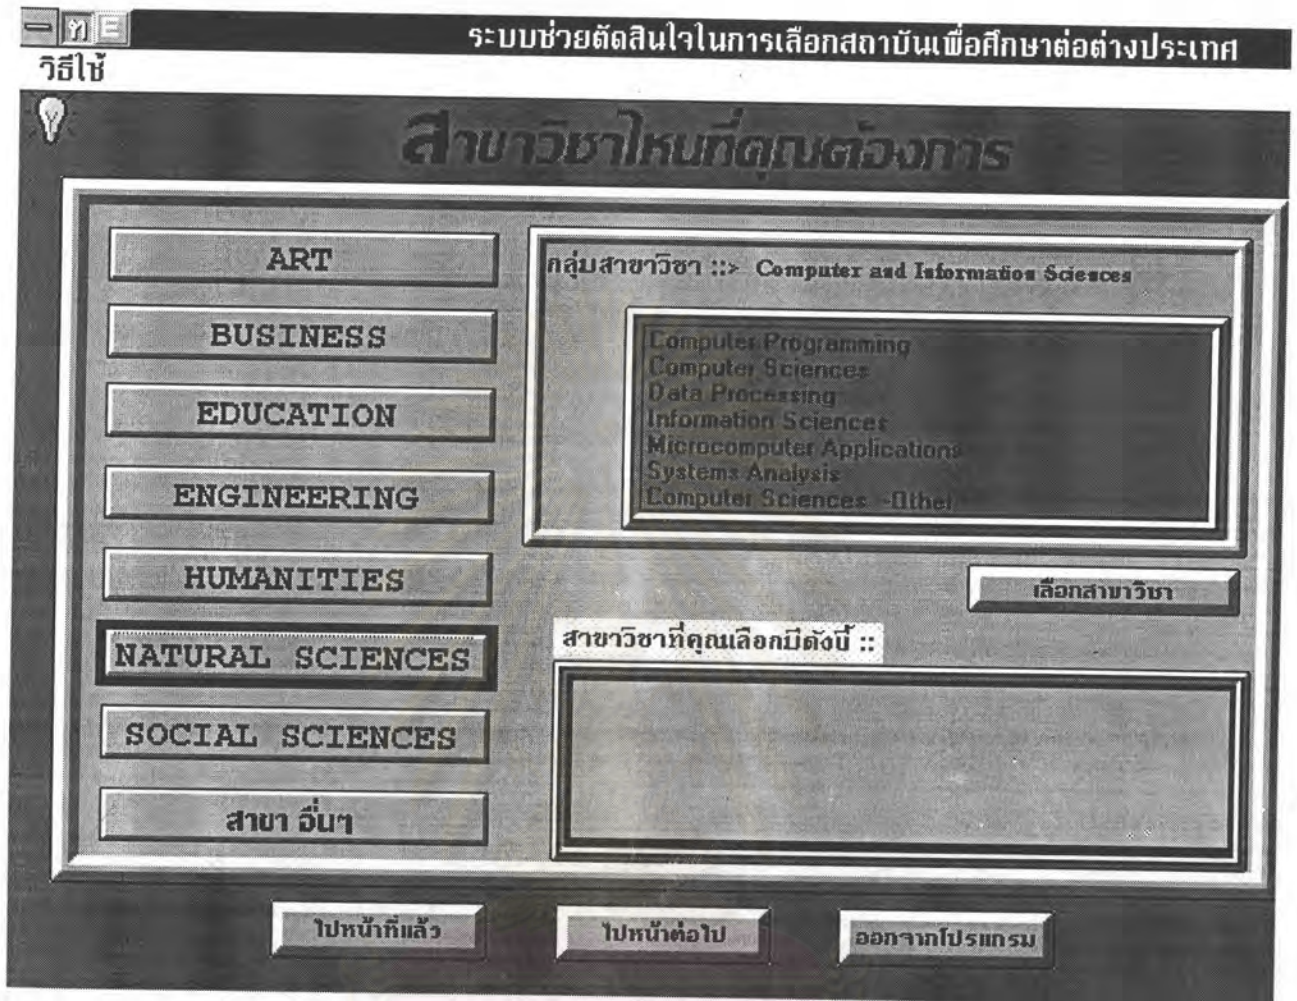 ท E
ระบบช่วยตัดสินใจในการเลือกสถาบันเพื่อศึกษาต่อต่างประเทศ
วิธีใช้
สาขาวิชาไหนที่คุณต้องการ
ART
BUSINESS
EDUCATION
ENGINEERING
HUMANITIES
NATURAL SCIENCES
SOCIAL SCIENCES
สาขา อื่นๆ
กลุ่มสาขาวิชา ::> Computer and Information Sciences
Computer Programming
Computer Sciences
Data Processing
Information Sciences
Microcomputer Applications
Systems Analysis
Computer Sciences --Other
เลือกสาขาวิชา
สาขาวิชาที่คุณเลือกมีดังนี้ ::
ไปหน้าที่แล้ว
ไปหน้าต่อไป
ออกจากโปรแกรม